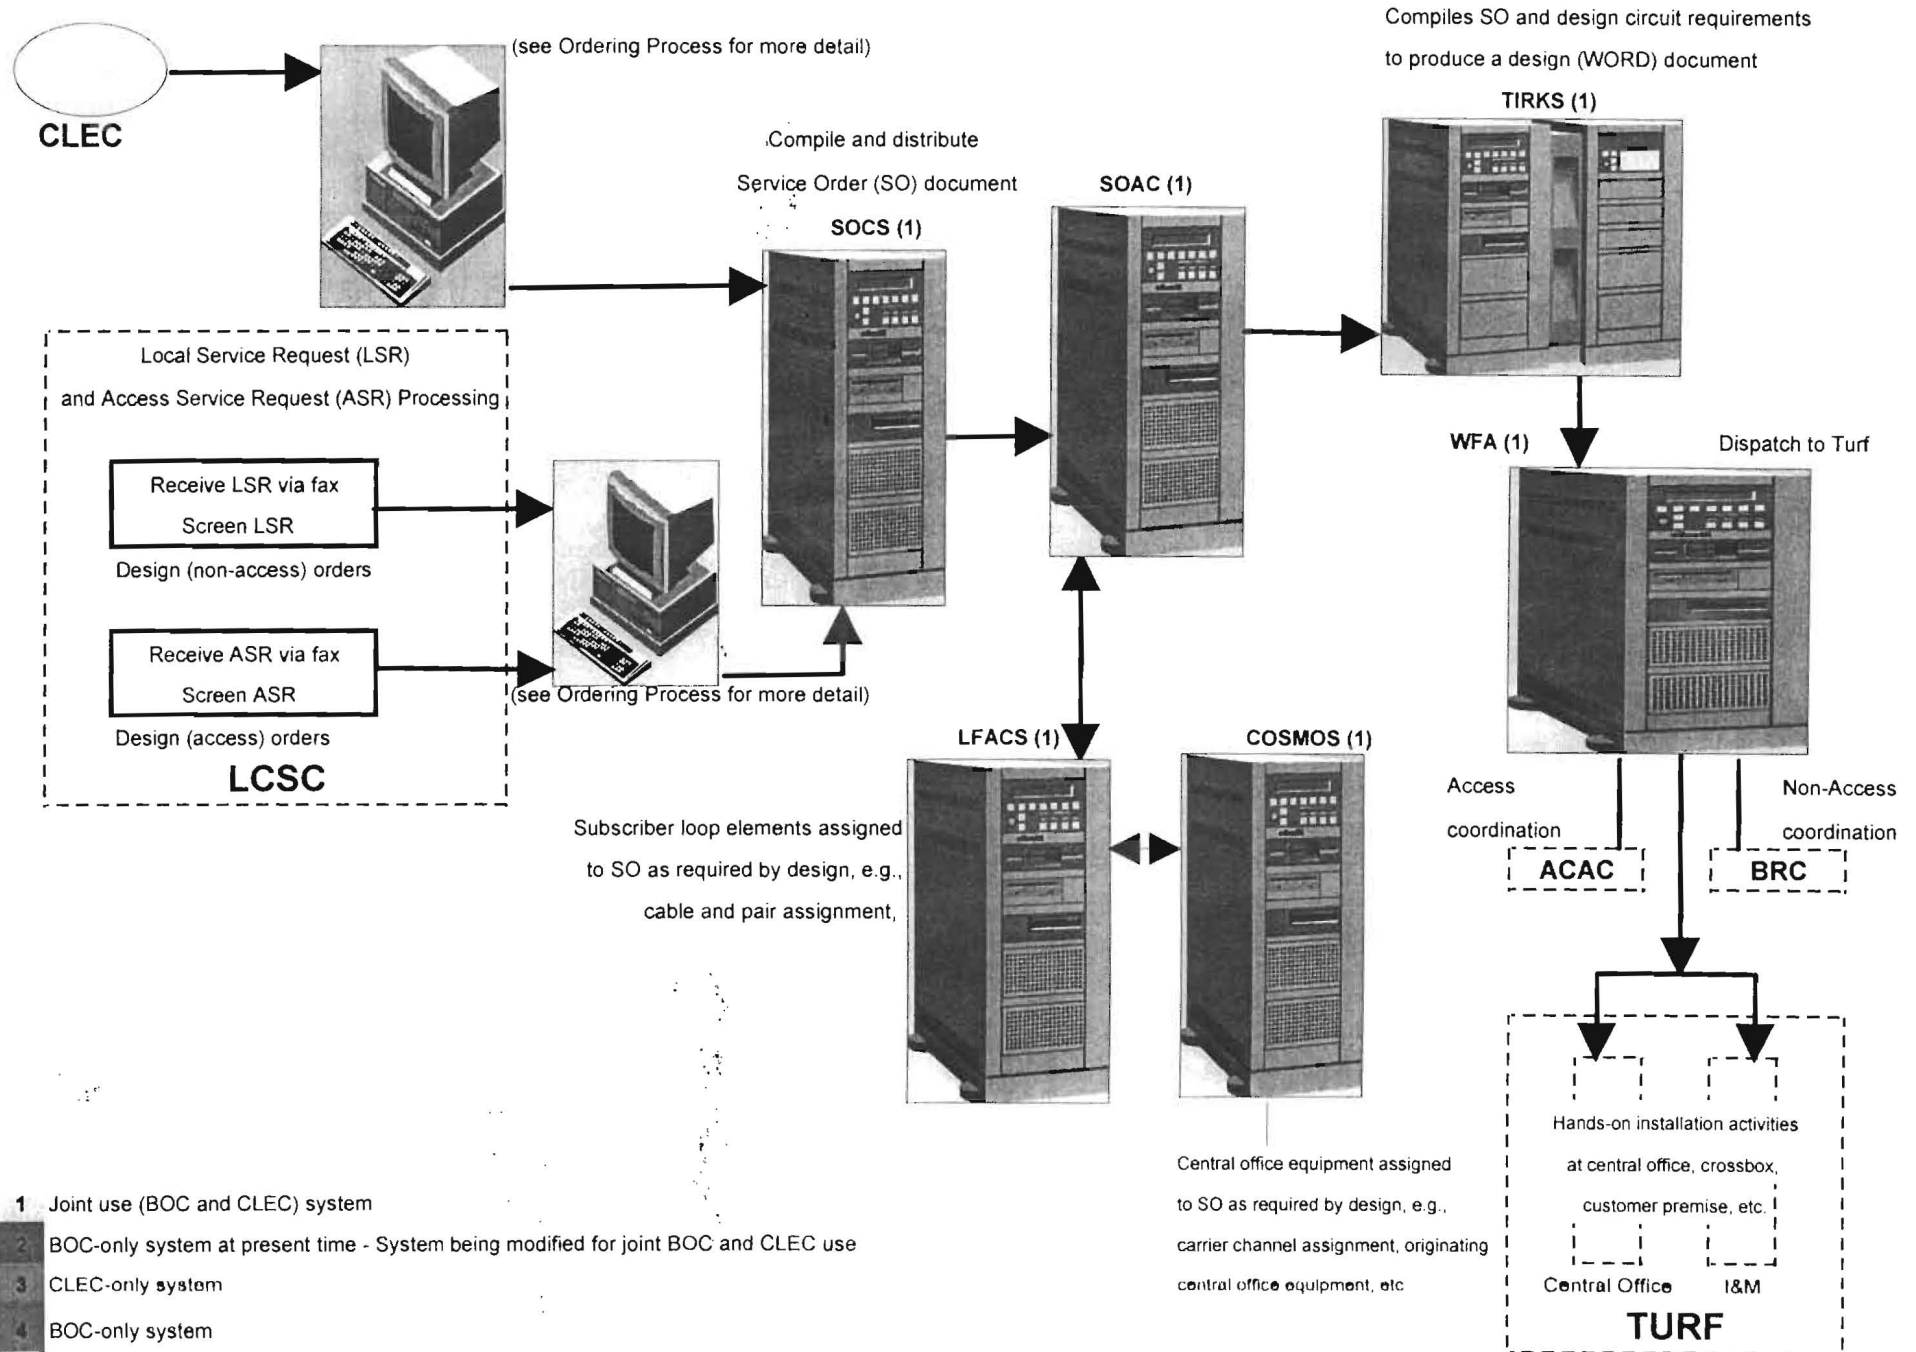 Compiles SO and design circuit requirements
to produce a design (WORD) document
TIRKS (1)
(see Ordering Process for more detail)
CLEC
Compile and distribute
Service Order (SO) document
SOCS (1)
SOAC (1)
Local Service Request (LSR)
and Access Service Request (ASR) Processing
Receive LSR via fax
Screen LSR
Design (non-access) orders
Receive ASR via fax
Screen ASR
Design (access) orders
LCSC
(see Ordering Process for more detail)
WFA (1)
Dispatch to Turf
LFACS (1)
COSMOS (1)
Subscriber loop elements assigned
to SO as required by design, e.g.,
cable and pair assignment,
Access
coordination
ACAC
Non-Access
coordination
BRC
Central office equipment assigned
to SO as required by design, e.g.,
carrier channel assignment, originating
central office equipment, etc
Hands-on installation activities
at central office, crossbox,
customer premise, etc.
Central Office
I&M
TURF
1 Joint use (BOC and CLEC) system
2 BOC-only system at present time - System being modified for joint BOC and CLEC use
3 CLEC-only system
4 BOC-only system